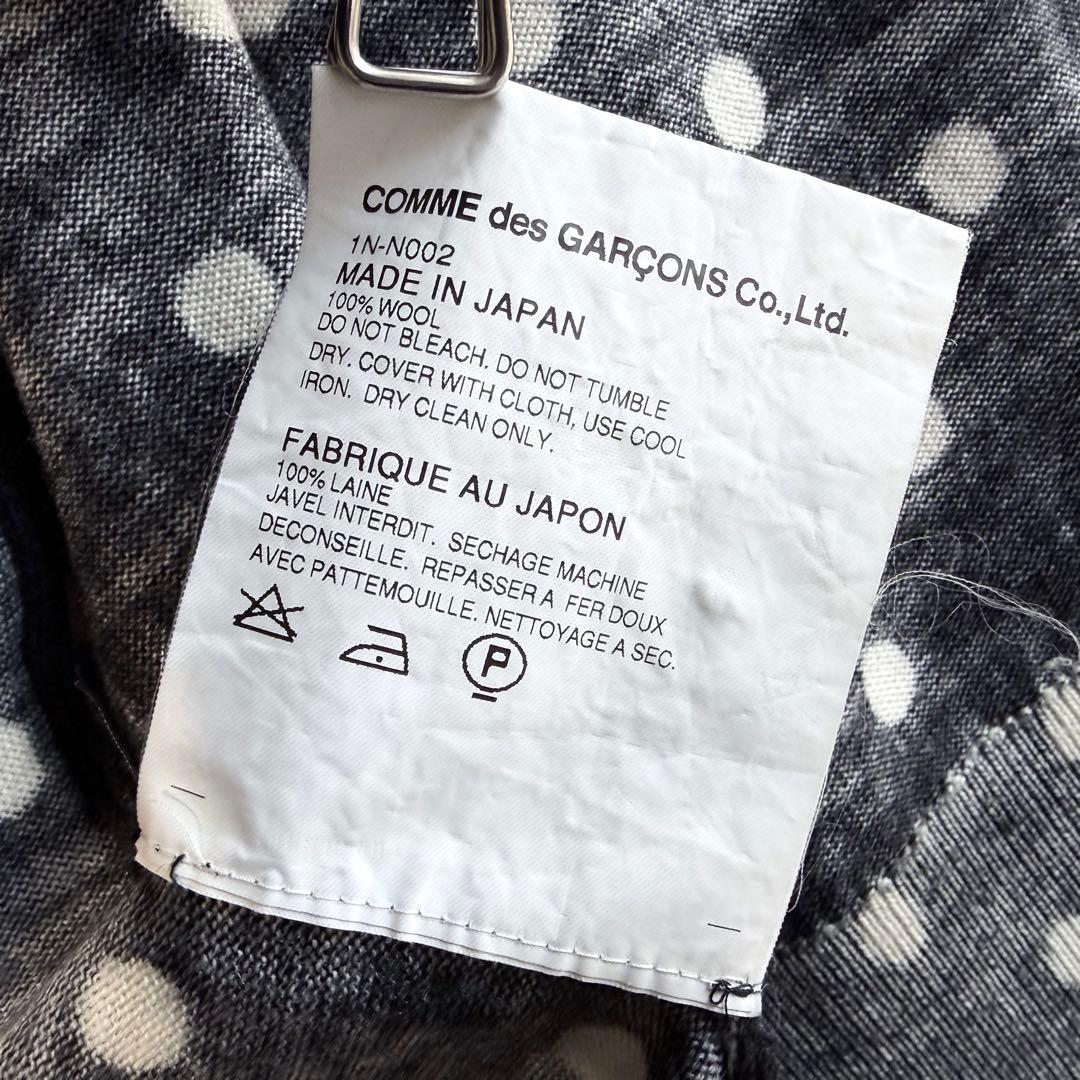 COMME des GARÇONS Co.,Ltd.
1N-N002
MADE IN JAPAN
100% WOOL
DO NOT BLEACH. DO NOT TUMBLE
DRY. COVER WITH CLOTH, USE COOL
IRON. DRY CLEAN ONLY.
FABRIQUE AU JAPON
100% LAINE
JAVEL INTERDIT. SECHAGE MACHINE
DECONSEILLE. REPASSER A FER DOUX
AVEC PATTEMOUILLE. NETTOYAGE A SEC.
P